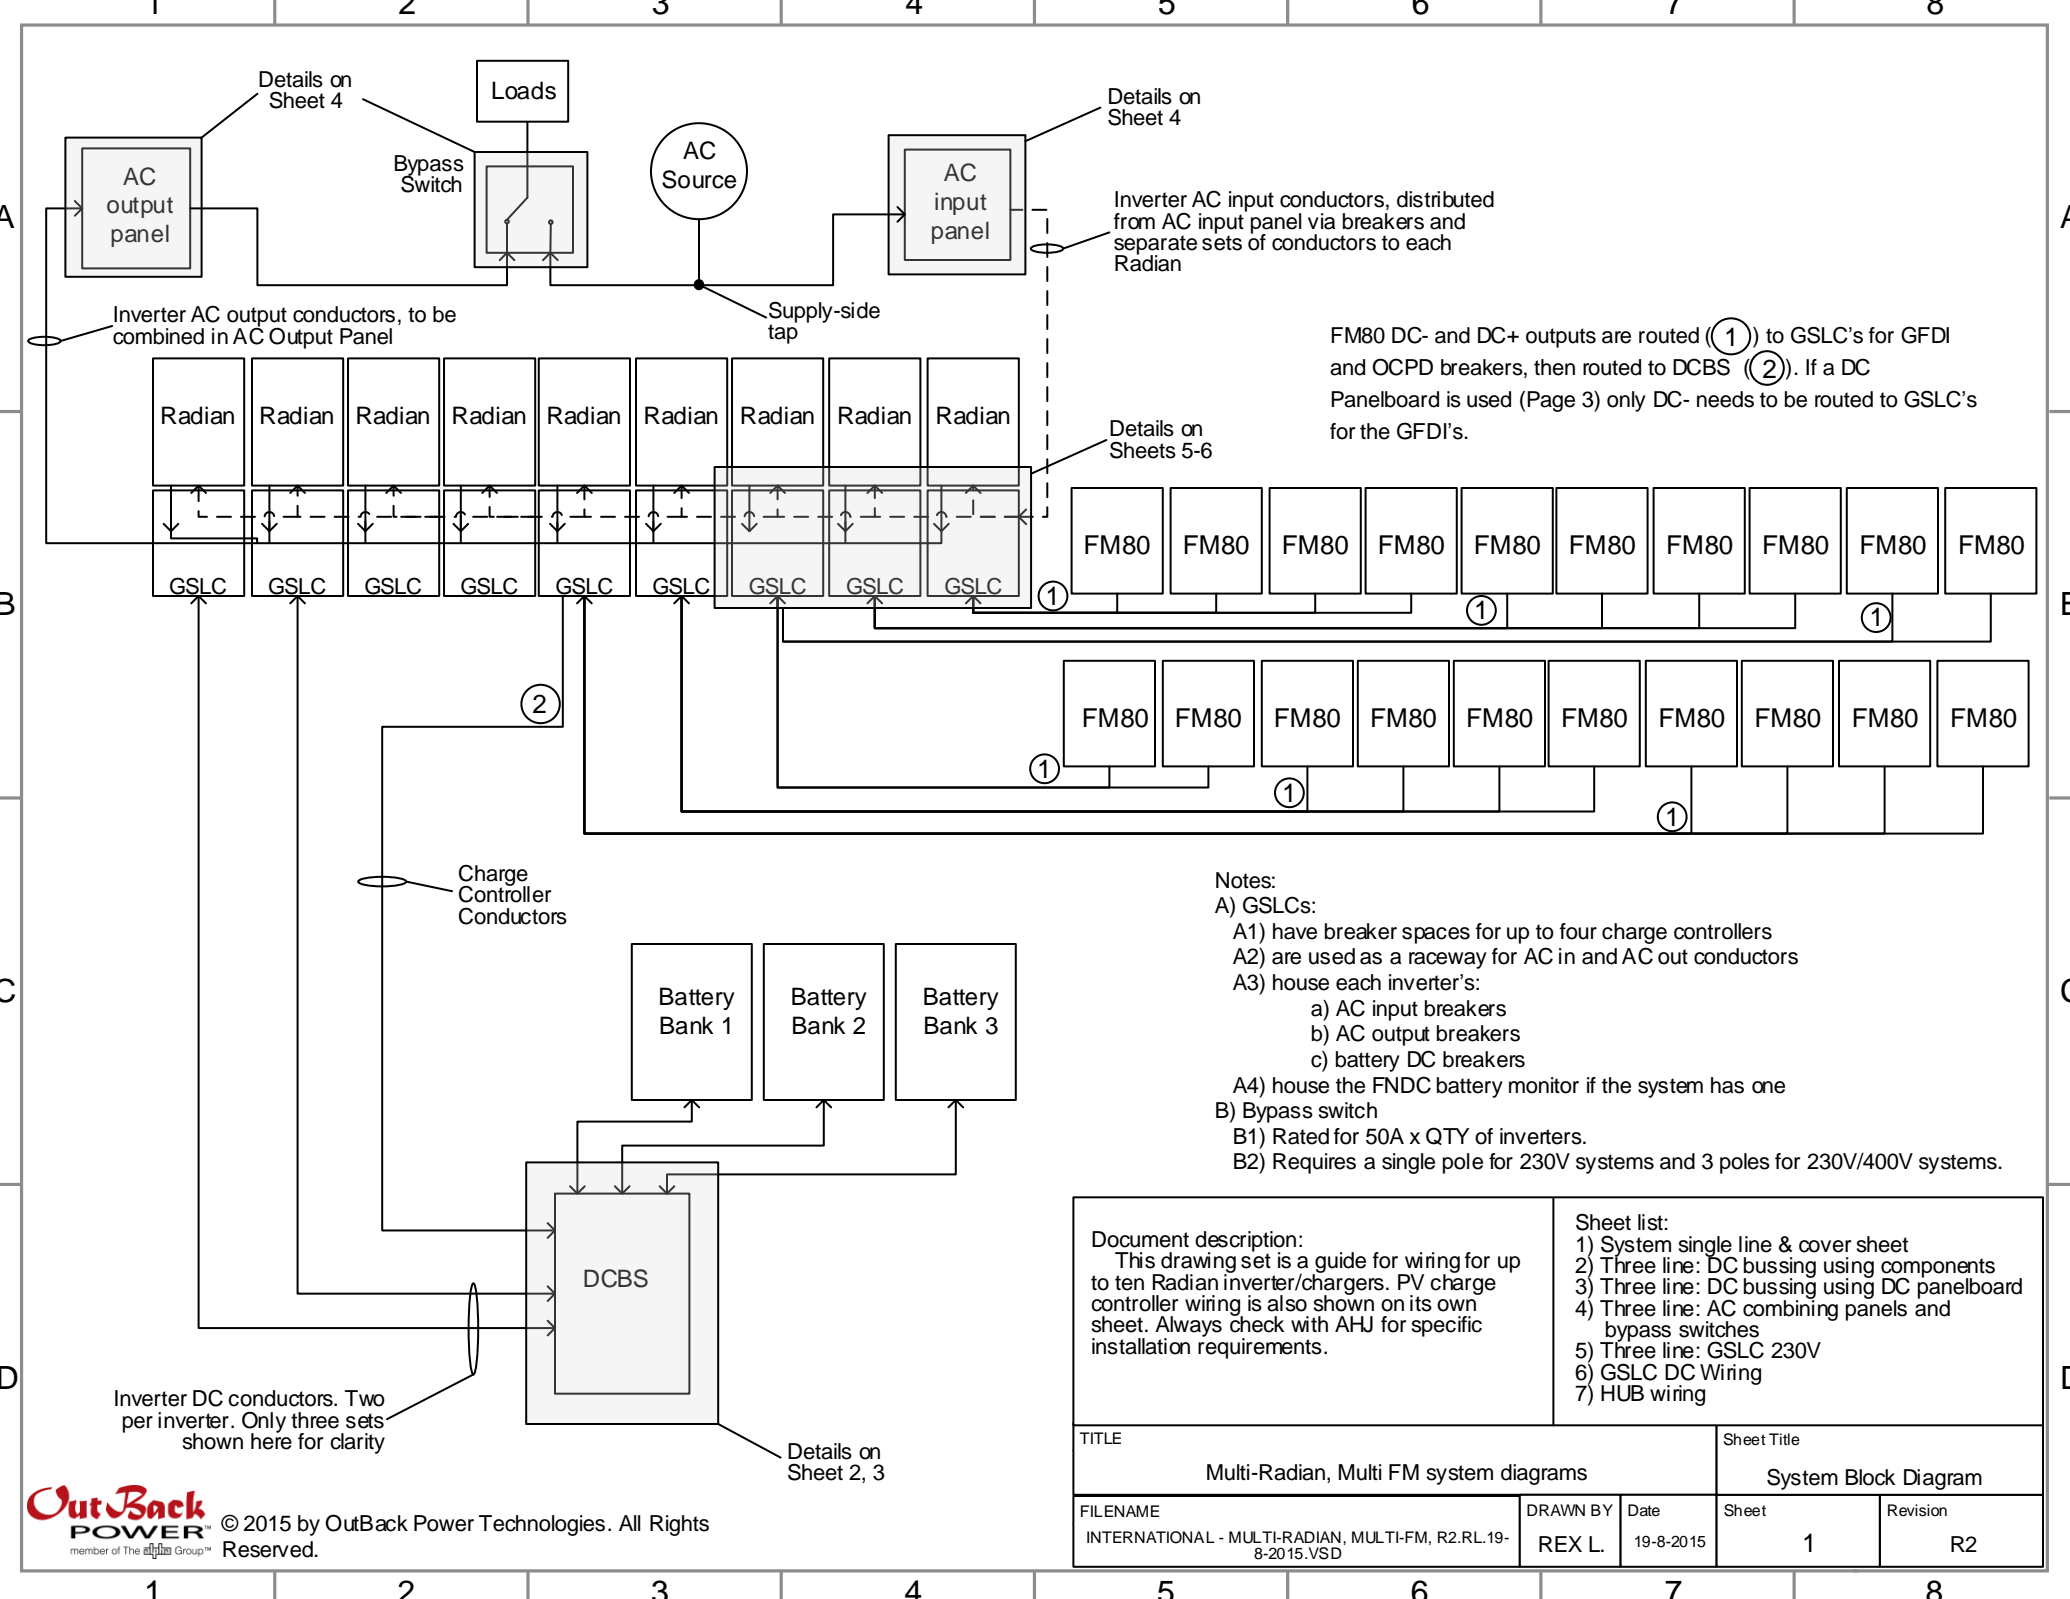 1 2 3 4 5 6 7 8
Details on
Sheet 4
Loads
AC
output
panel
Bypass
Switch
AC
Source
AC
input
panel
Details on
Sheet 4
Inverter AC input conductors, distributed
from AC input panel via breakers and
separate sets of conductors to each
Radian
A
A
Inverter AC output conductors, to be
combined in AC Output Panel
Supply-side
tap
FM80 DC- and DC+ outputs are routed (1) to GSLC's for GFDI
and OCPD breakers, then routed to DCBS (2). If a DC
Panelboard is used (Page 3) only DC- needs to be routed to GSLC's
for the GFDI's.
Radian Radian Radian Radian Radian Radian Radian Radian Radian
Details on
Sheets 5-6
GSLC GSLC GSLC GSLC GSLC GSLC GSLC GSLC GSLC
FM80 FM80 FM80 FM80 FM80 FM80 FM80 FM80 FM80 FM80
1 1 1
B
2
FM80 FM80 FM80 FM80 FM80 FM80 FM80 FM80 FM80 FM80
1 1 1
Charge
Controller
Conductors
Notes:
A) GSLCs:
A1) have breaker spaces for up to four charge controllers
A2) are used as a raceway for AC in and AC out conductors
A3) house each inverter's:
a) AC input breakers
b) AC output breakers
c) battery DC breakers
A4) house the FNDC battery monitor if the system has one
B) Bypass switch
B1) Rated for 50A x QTY of inverters.
B2) Requires a single pole for 230V systems and 3 poles for 230V/400V systems.
C
Battery
Bank 1
Battery
Bank 2
Battery
Bank 3
DCBS
D
Inverter DC conductors. Two
per inverter. Only three sets
shown here for clarity
Details on
Sheet 2, 3
Document description:
This drawing set is a guide for wiring for up
to ten Radian inverter/chargers. PV charge
controller wiring is also shown on its own
sheet. Always check with AHJ for specific
installation requirements.
Sheet list:
1) System single line & cover sheet
2) Three line: DC bussing using components
3) Three line: DC bussing using DC panelboard
4) Three line: AC combining panels and
bypass switches
5) Three line: GSLC 230V
6) GSLC DC Wiring
7) HUB wiring
TITLE
Multi-Radian, Multi FM system diagrams
Sheet Title
System Block Diagram
FILENAME
INTERNATIONAL - MULTI-RADIAN, MULTI-FM, R2.RL.19-
8-2015.VSD
DRAWN BY
REX L.
Date
19-8-2015
Sheet
1
Revision
R2
OutBack
POWER™
member of The alpha Group™
© 2015 by OutBack Power Technologies. All Rights
Reserved.
1 2 3 4 5 6 7 8